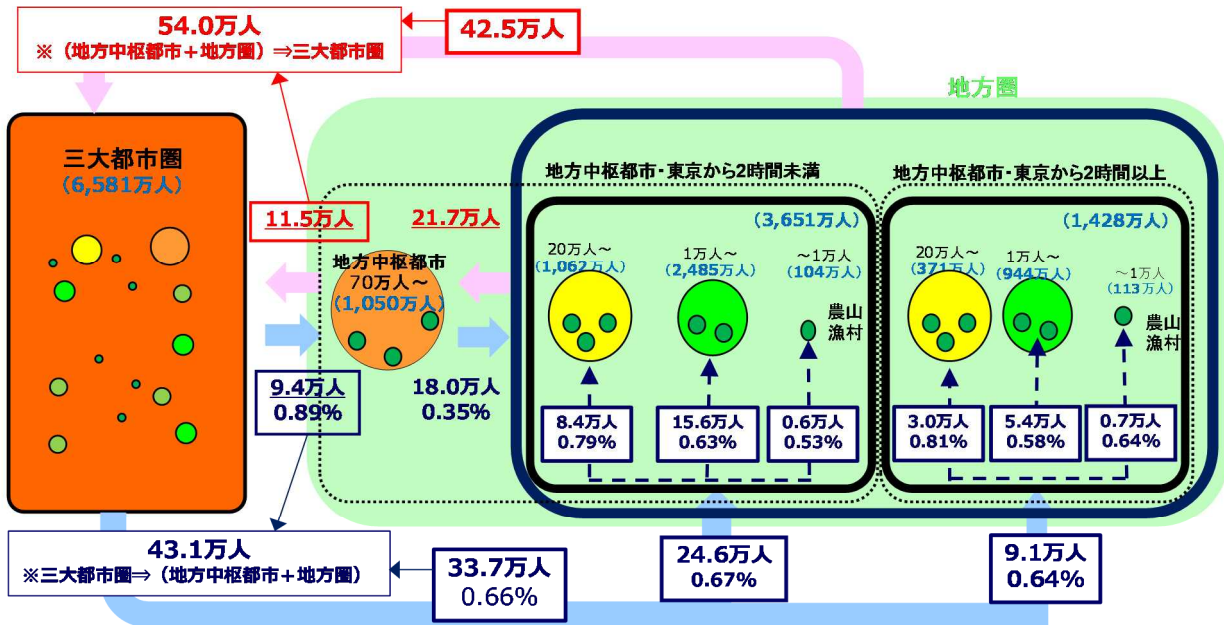 54.0万人
※（地方中枢都市＋地方圏）⇒三大都市圏
42.5万人
地方圏
三大都市圏
(6,581万人)
地方中枢都市・東京から2時間未満
地方中枢都市・東京から2時間以上
11.5万人
21.7万人
(3,651万人)
(1,428万人)
地方中枢都市
70万人～
(1,050万人)
20万人～
(1,062万人)
1万人～
(2,485万人)
～1万人
(104万人)
農山
漁村
20万人～
(371万人)
1万人～
(944万人)
～1万人
(113万人)
農山
漁村
9.4万人
0.89%
18.0万人
0.35%
8.4万人
0.79%
15.6万人
0.63%
0.6万人
0.53%
3.0万人
0.81%
5.4万人
0.58%
0.7万人
0.64%
43.1万人
※三大都市圏⇒（地方中枢都市＋地方圏）
33.7万人
0.66%
24.6万人
0.67%
9.1万人
0.64%